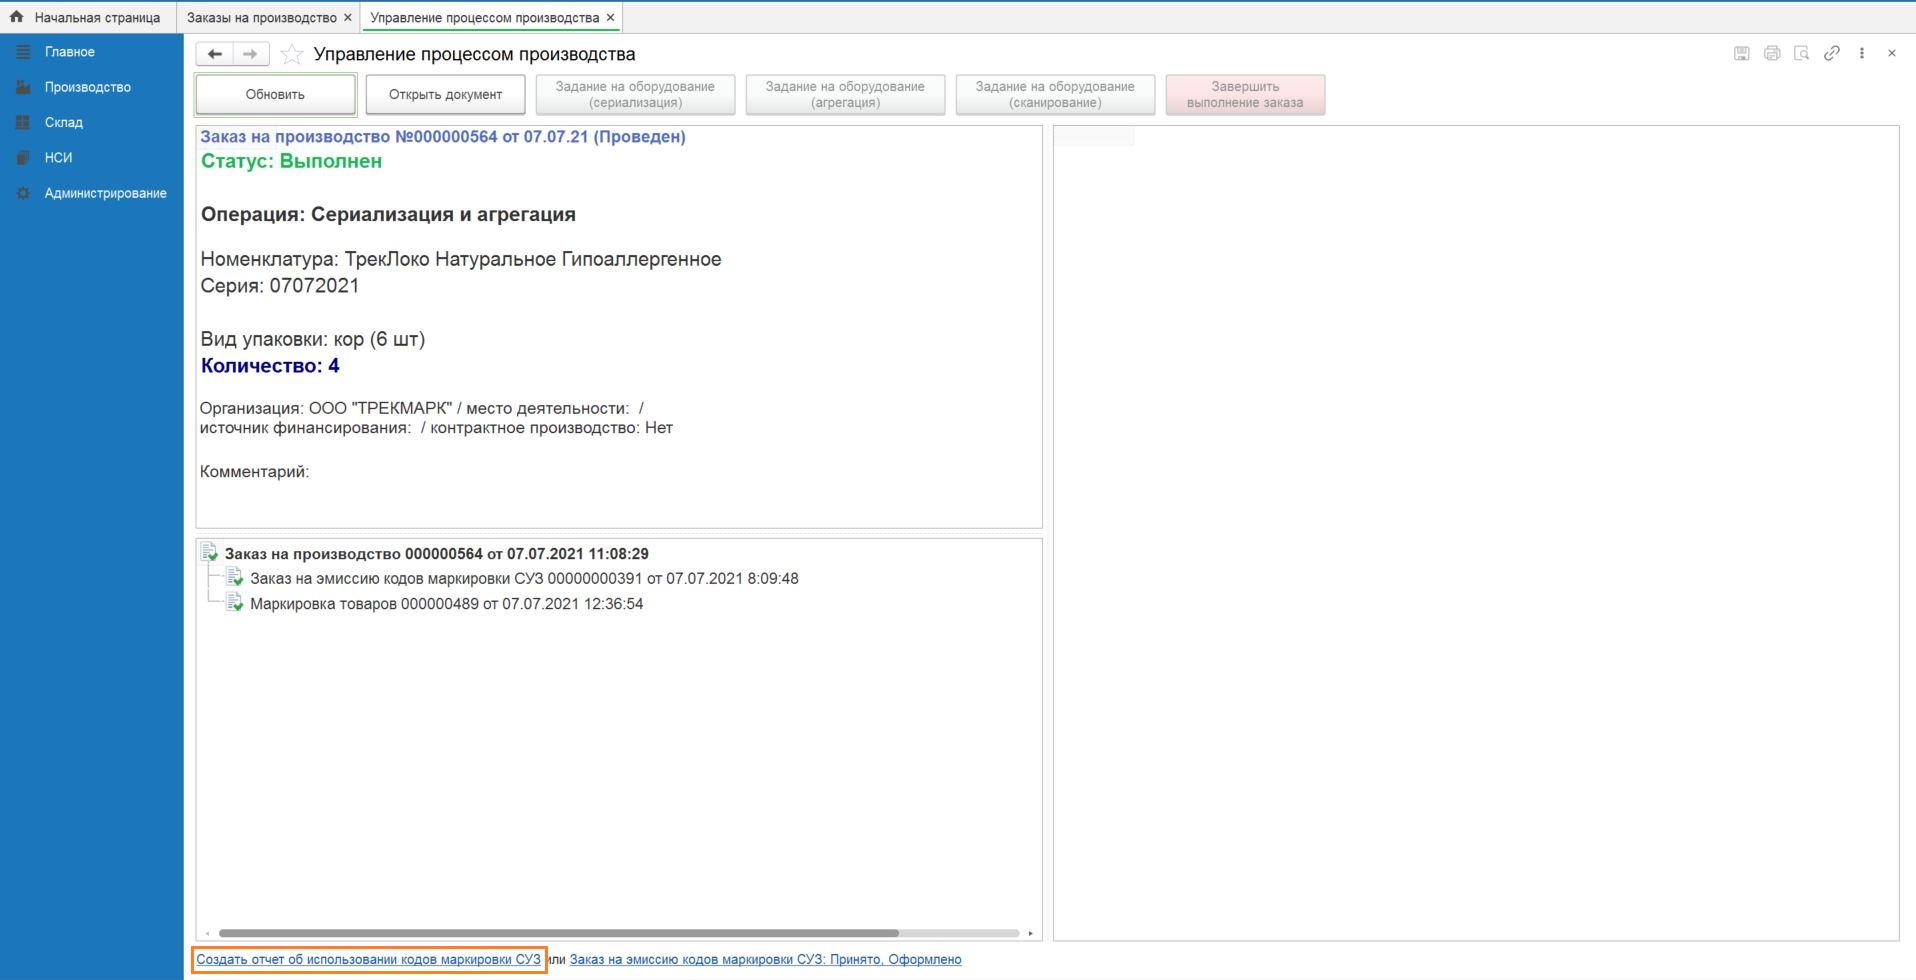 Начальная страница
Заказы на производство ×
Управление процессом производства ×
Главное
Производство
Склад
НСИ
Администрирование
Управление процессом производства
Обновить
Открыть документ
Задание на оборудование
(сериализация)
Задание на оборудование
(агрегация)
Задание на оборудование
(сканирование)
Завершить
выполнение заказа
Заказ на производство №000000564 от 07.07.21 (Проведен)
Статус: Выполнен
Операция: Сериализация и агрегация
Номенклатура: ТрекЛоко Натуральное Гипоаллергенное
Серия: 07072021
Вид упаковки: кор (6 шт)
Количество: 4
Организация: ООО "ТРЕКМАРК" / место деятельности: /
источник финансирования: / контрактное производство: Нет
Комментарий:
Заказ на производство 000000564 от 07.07.2021 11:08:29
Заказ на эмиссию кодов маркировки СУЗ 00000000391 от 07.07.2021 8:09:48
Маркировка товаров 000000489 от 07.07.2021 12:36:54
Создать отчет об использовании кодов маркировки СУЗ или Заказ на эмиссию кодов маркировки СУЗ: Принято, Оформлено